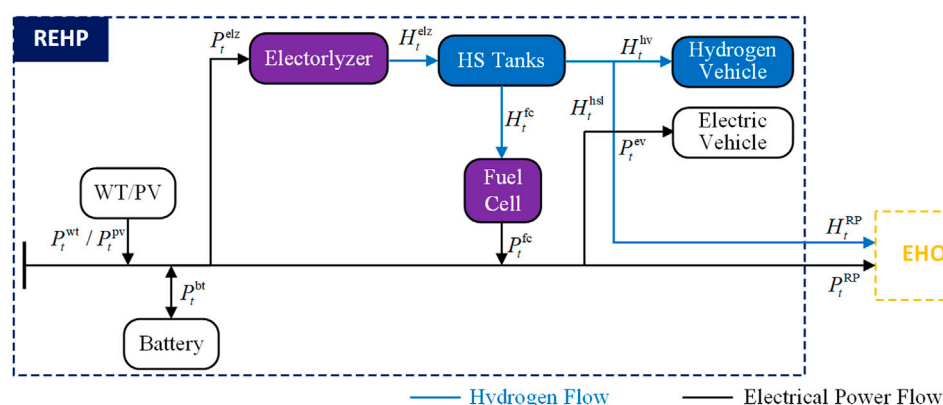 REHP
P_t^elz
Electorlyzer
H_t^elz
HS Tanks
H_t^hv
Hydrogen
Vehicle
H_t^fc
H_t^hsl
Electric
Vehicle
P_t^ev
WT/PV
Fuel
Cell
P_t^wt / P_t^pv
P_t^fc
H_t^RP
EHO
P_t^bt
P_t^RP
Battery
Hydrogen Flow
Electrical Power Flow